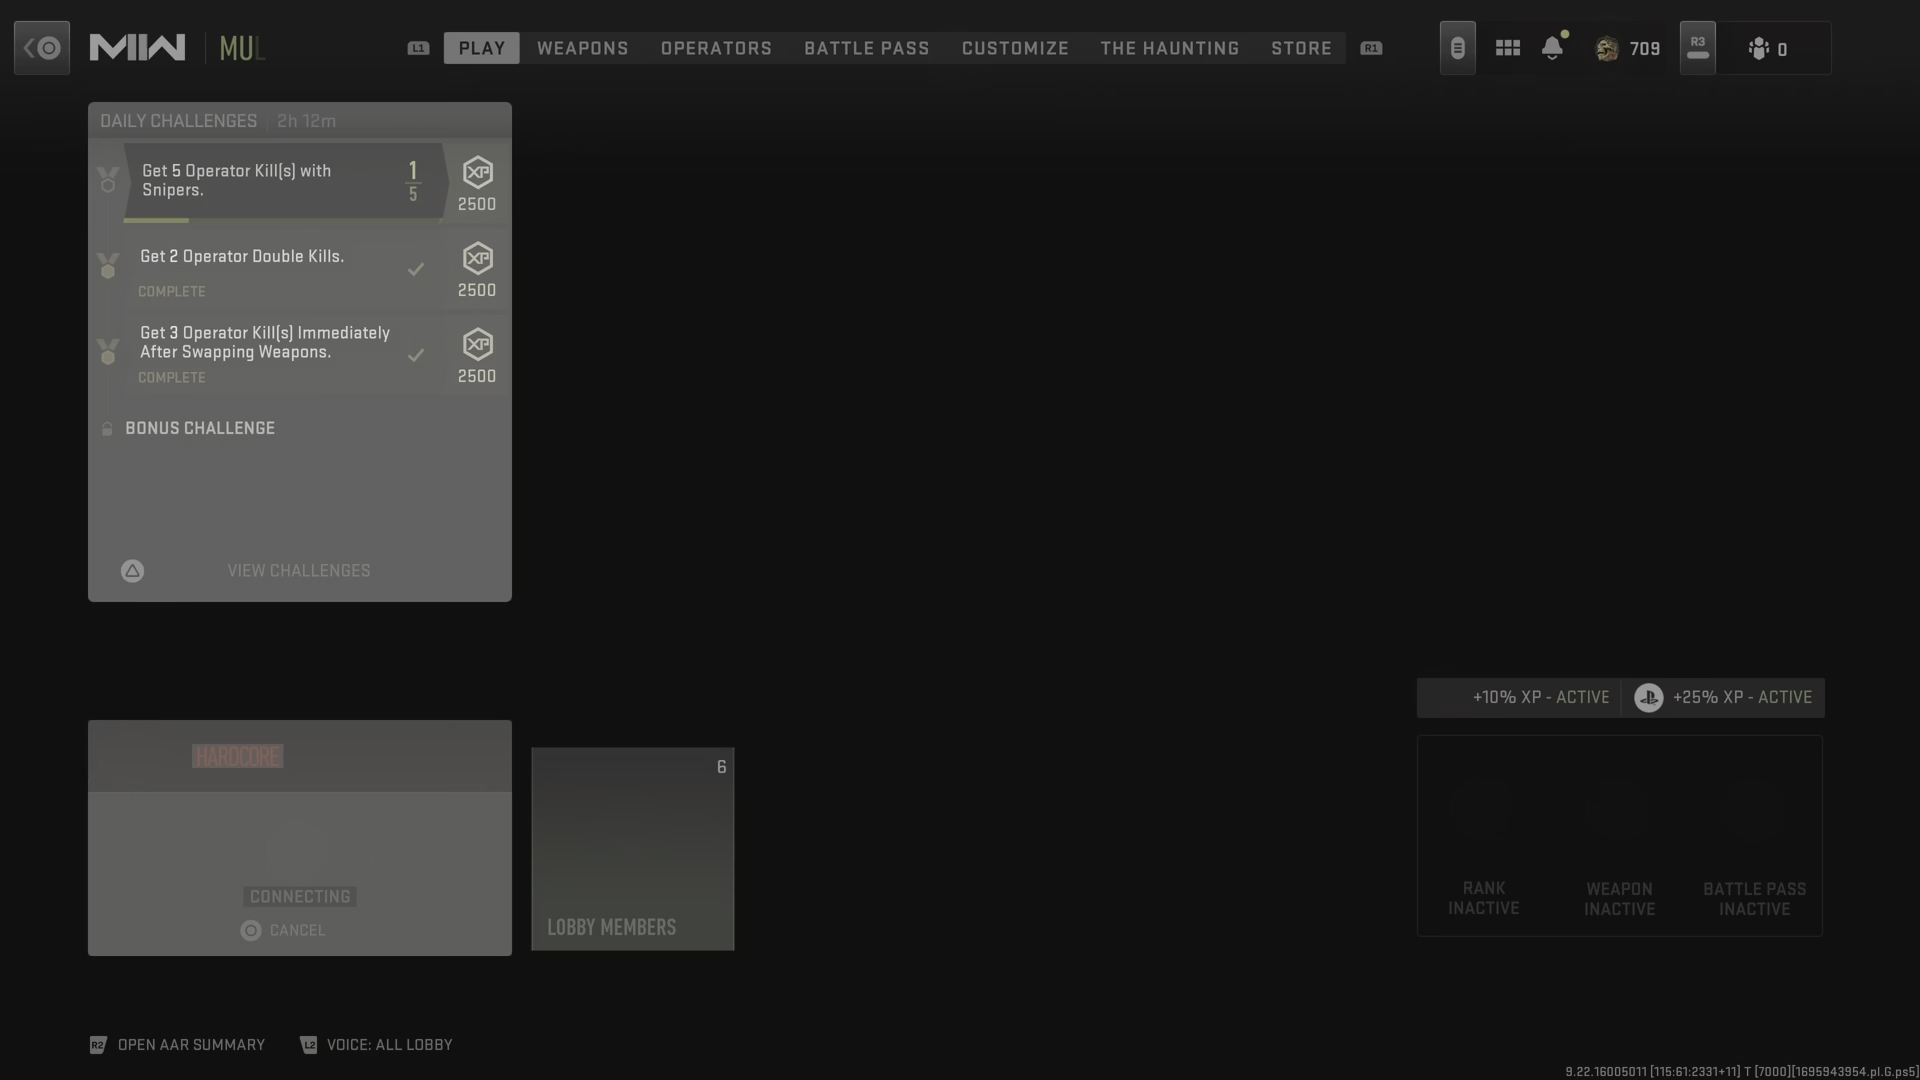 MW MUL
L1 PLAY WEAPONS OPERATORS BATTLE PASS CUSTOMIZE THE HAUNTING STORE R1
709 R3 0
DAILY CHALLENGES 2h 12m
Get 5 Operator Kill(s) with
Snipers.
1
5
XP
2500
Get 2 Operator Double Kills.
COMPLETE
XP
2500
Get 3 Operator Kill(s) Immediately
After Swapping Weapons.
COMPLETE
XP
2500
BONUS CHALLENGE
VIEW CHALLENGES
+10% XP - ACTIVE +25% XP - ACTIVE
HARDCORE
CONNECTING
CANCEL
6
LOBBY MEMBERS
RANK
INACTIVE
WEAPON
INACTIVE
BATTLE PASS
INACTIVE
R2 OPEN AAR SUMMARY L2 VOICE: ALL LOBBY
9.22.16005011 [115:61:2331+11] T [7000][1695943954.pl.G.ps5]